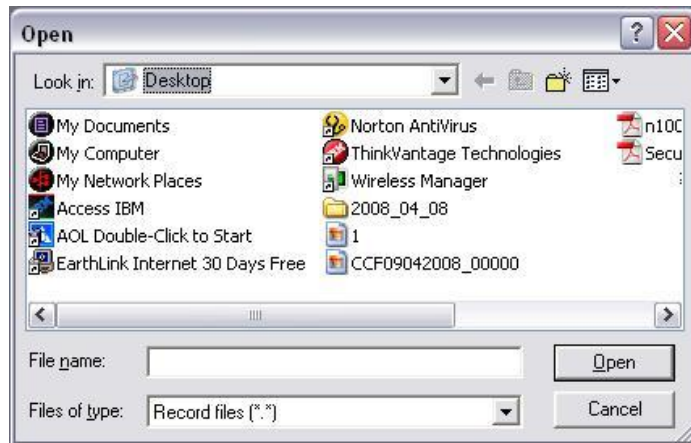 Open
Look in: Desktop
My Documents
My Computer
My Network Places
Access IBM
AOL Double-Click to Start
EarthLink Internet 30 Days Free
Norton AntiVirus
ThinkVantage Technologies
Wireless Manager
2008_04_08
1
CCF09042008_00000
n10C
Secu
File name:
Open
Files of type: Record files (*.*)
Cancel